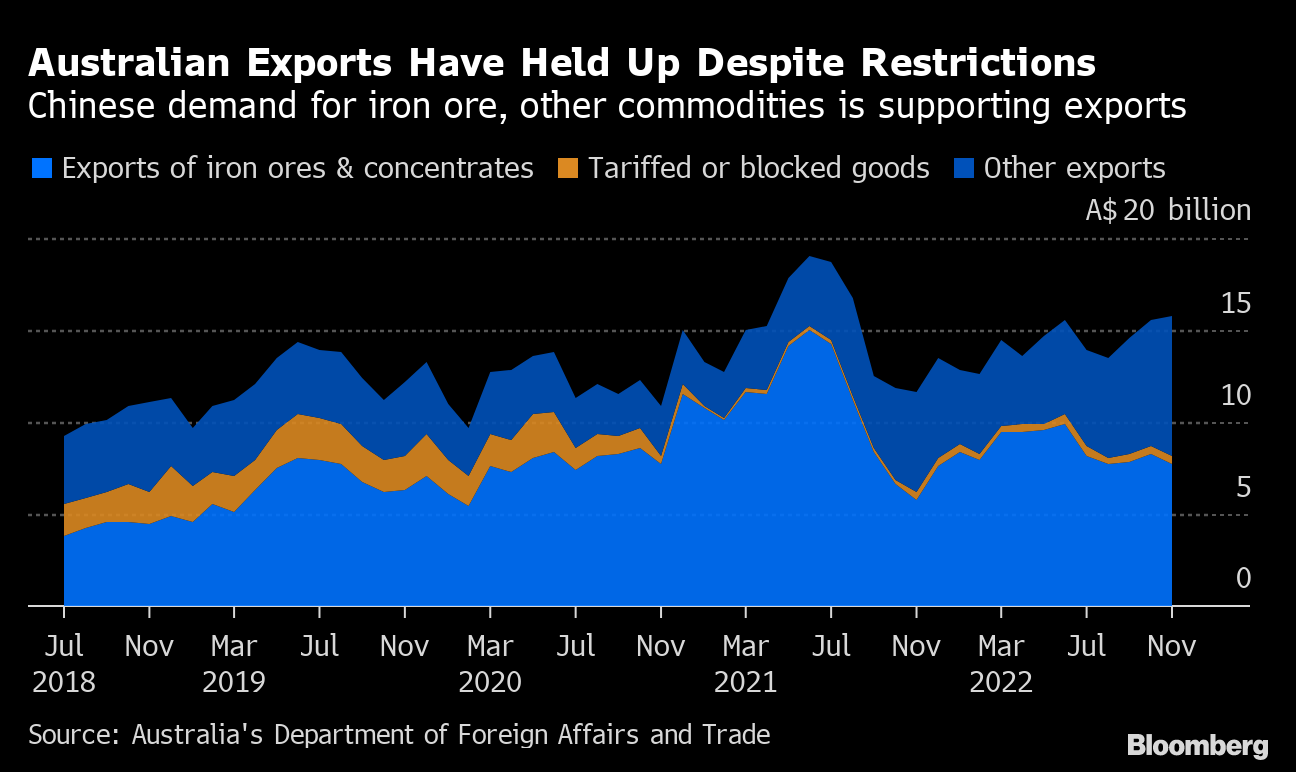 Australian Exports Have Held Up Despite Restrictions
Chinese demand for iron ore, other commodities is supporting exports
Exports of iron ores & concentrates Tariffed or blocked goods Other exports
A$ 20 billion
15
10
5
0
Jul Nov Mar Jul Nov Mar Jul Nov Mar Jul Nov Mar Jul Nov
2018 2019 2020 2021 2022
Source: Australia's Department of Foreign Affairs and Trade
Bloomberg